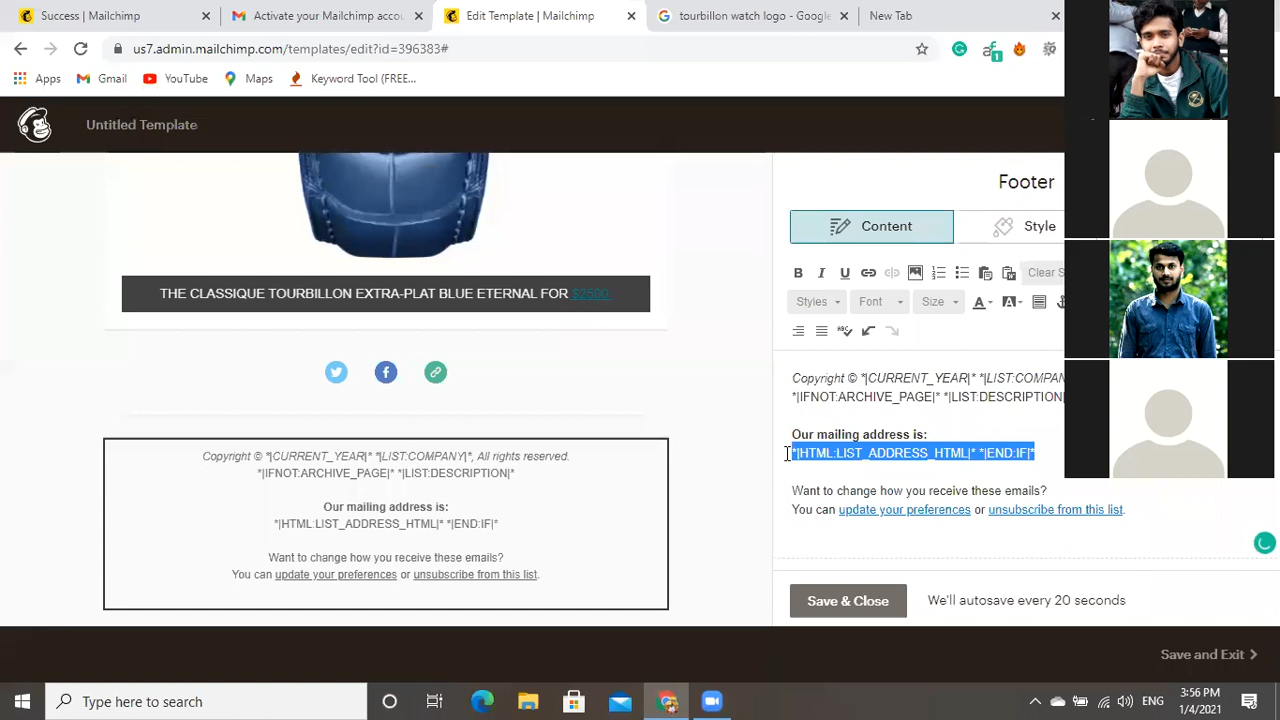 Success | Mailchimp
Activate your Mailchimp accou
Edit Template | Mailchimp
tourbillon watch logo - Google
New Tab
us7.admin.mailchimp.com/templates/edit?id=396383#
1
Apps
Gmail
YouTube
Maps
Keyword Tool (FREE...
Untitled Template
THE CLASSIQUE TOURBILLON EXTRA-PLAT BLUE ETERNAL FOR $2500.
Copyright © *|CURRENT_YEAR|* *|LIST:COMPANY|*, All rights reserved.
*|IFNOT:ARCHIVE_PAGE|* *|LIST:DESCRIPTION|*
Our mailing address is:
*|HTML:LIST_ADDRESS_HTML|* *|END:IF|*
Want to change how you receive these emails?
You can update your preferences or unsubscribe from this list.
Footer
Content
Style
B I U
Clear S
Styles
Font
Size
A
A
Copyright © *|CURRENT_YEAR|* *|LIST:COMPAN
*|IFNOT:ARCHIVE_PAGE|* *|LIST:DESCRIPTION|
Our mailing address is:
*|HTML:LIST_ADDRESS_HTML|* *|END:IF|*
Want to change how you receive these emails?
You can update your preferences or unsubscribe from this list.
Save & Close
We'll autosave every 20 seconds
Save and Exit
Type here to search
ENG
3:56 PM
1/4/2021